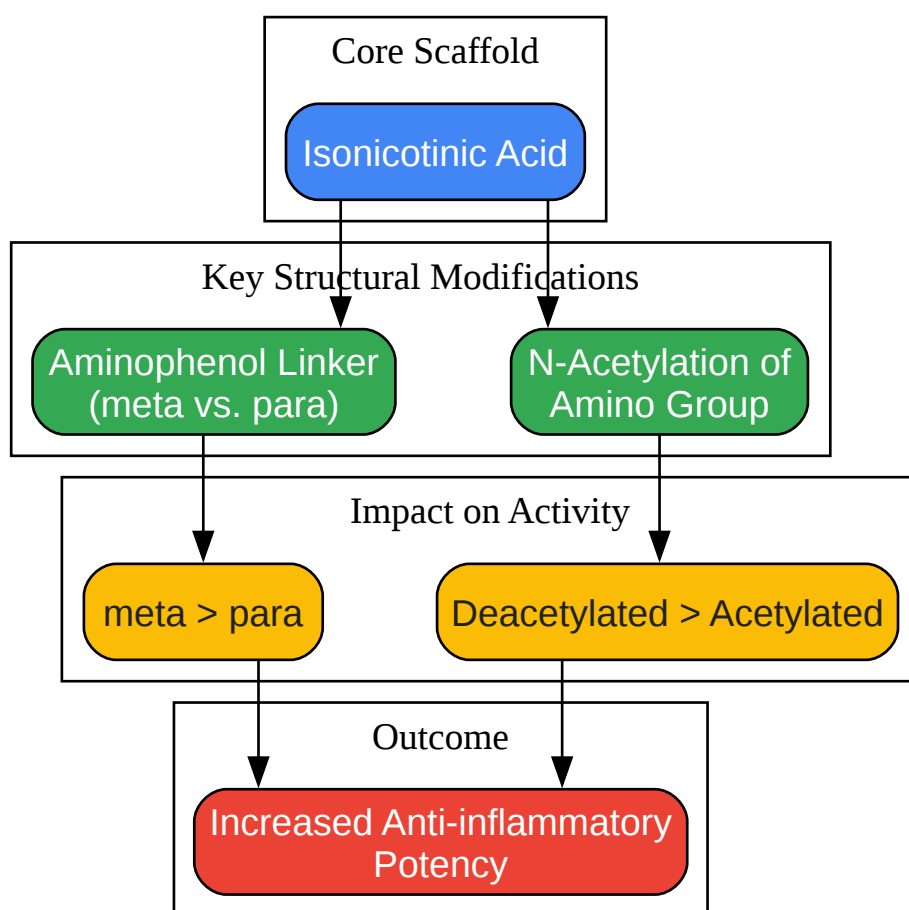 Core Scaffold
Isonicotinic Acid
Key Structural Modifications
Aminophenol Linker
(meta vs. para)
N-Acetylation of
Amino Group
Impact on Activity
meta > para
Deacetylated > Acetylated
Outcome
Increased Anti-inflammatory
Potency